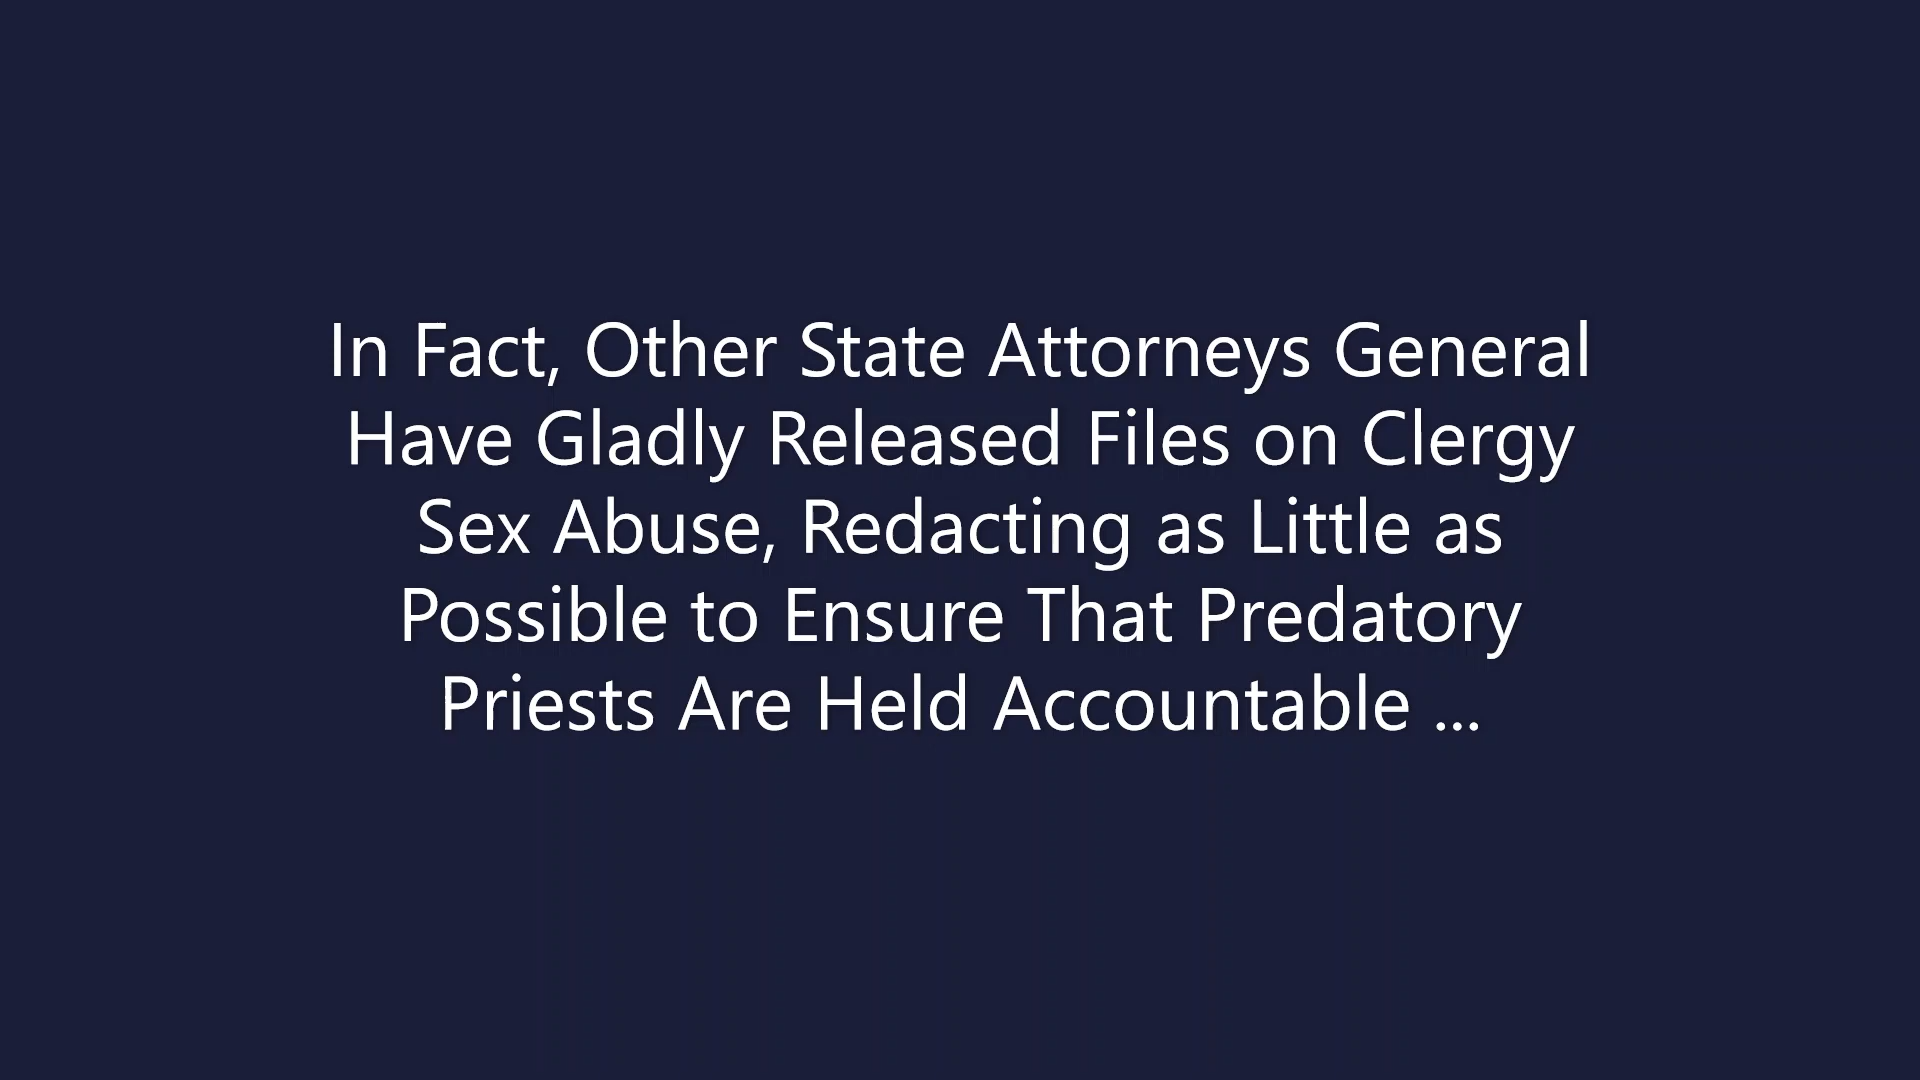 In Fact, Other State Attorneys General
Have Gladly Released Files on Clergy
Sex Abuse, Redacting as Little as
Possible to Ensure That Predatory
Priests Are Held Accountable ...